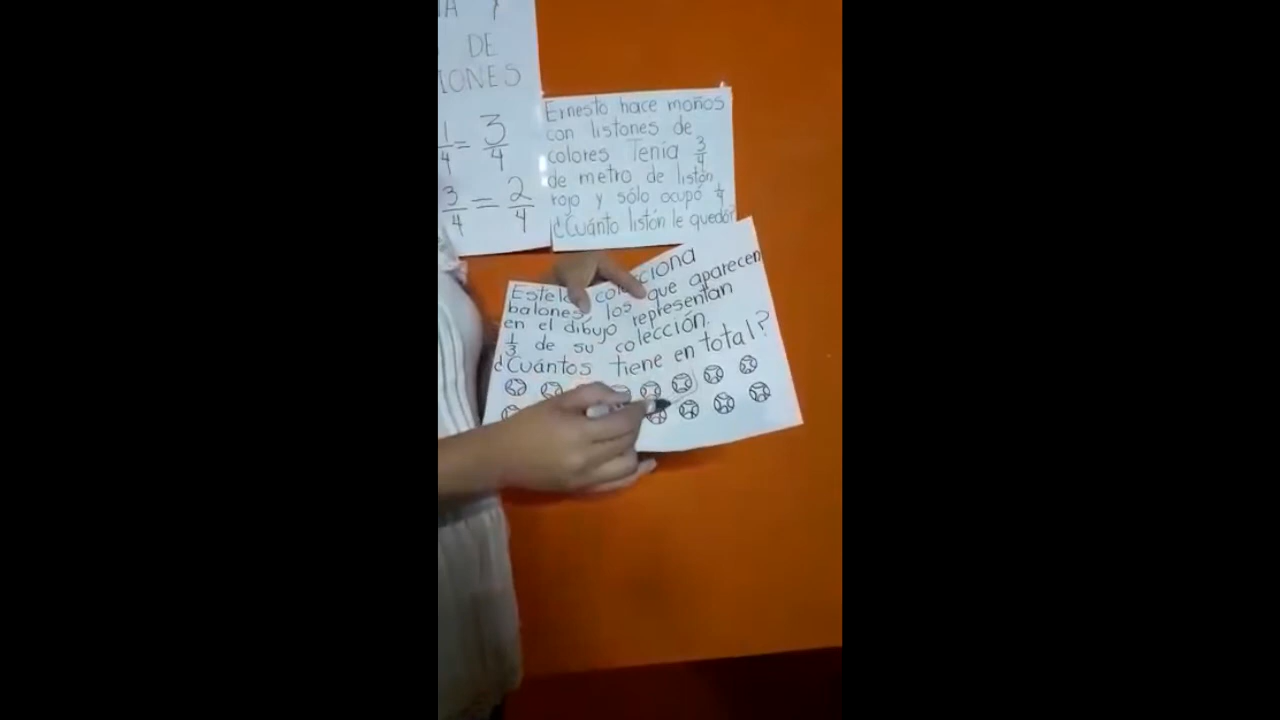 DE
IONES
1/4 = 3/4
3/4 = 2/4
Ernesto hace moños
con listones de
colores Tenía 3/4
de metro de listón
rojo y sólo ocupó 1/4
¿Cuánto listón le quedó?
balones, los que aparecen
en el dibujo representan
1/3 de su colección.
¿Cuántos tiene en total?